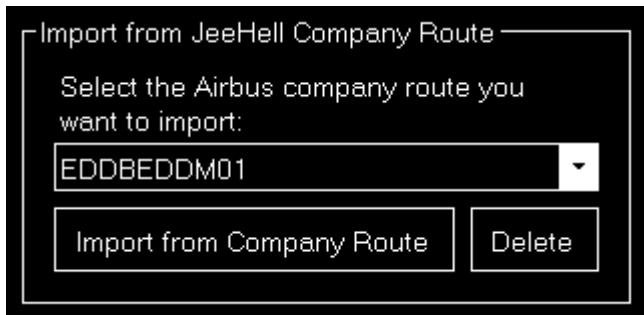 Import from JeeHell Company Route
Select the Airbus company route you
want to import:
EDDBEDDM01
Import from Company Route
Delete